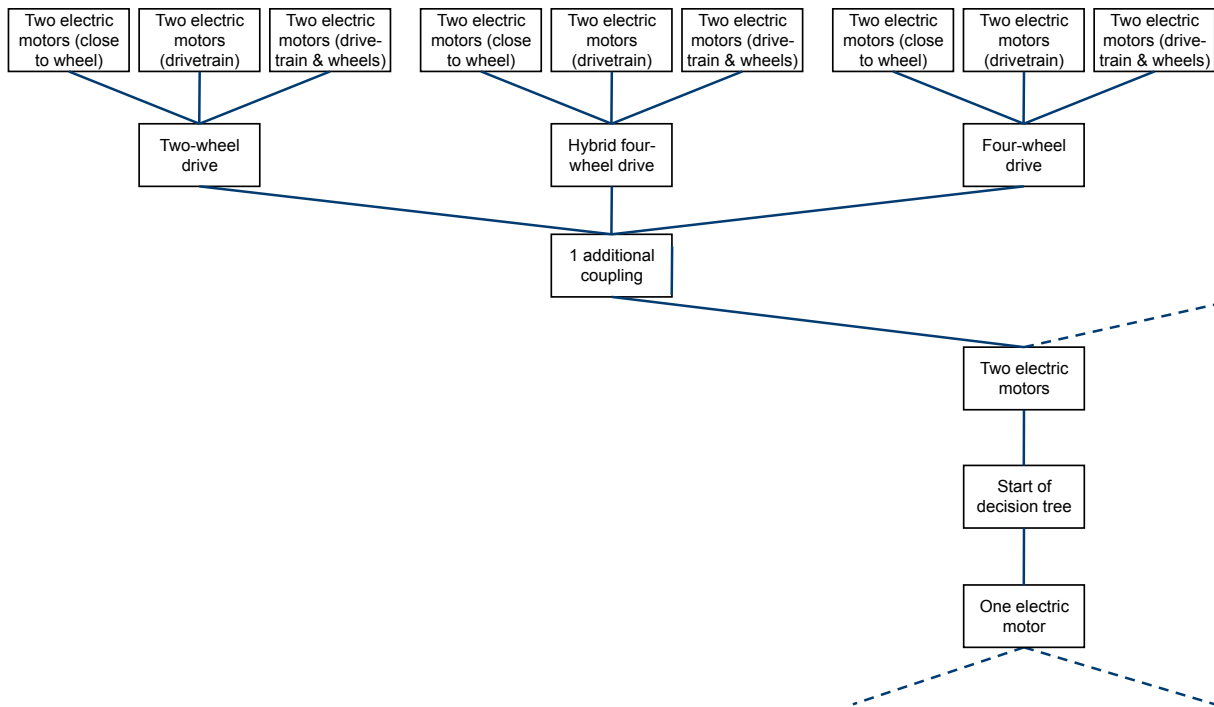 Two electric
motors (close
to wheel)
Two electric
motors
(drivetrain)
Two electric
motors (drive-
train & wheels)
Two electric
motors (close
to wheel)
Two electric
motors
(drivetrain)
Two electric
motors (drive-
train & wheels)
Two electric
motors (close
to wheel)
Two electric
motors
(drivetrain)
Two electric
motors (drive-
train & wheels)
Two-wheel
drive
Hybrid four-
wheel drive
Four-wheel
drive
1 additional
coupling
Two electric
motors
Start of
decision tree
One electric
motor